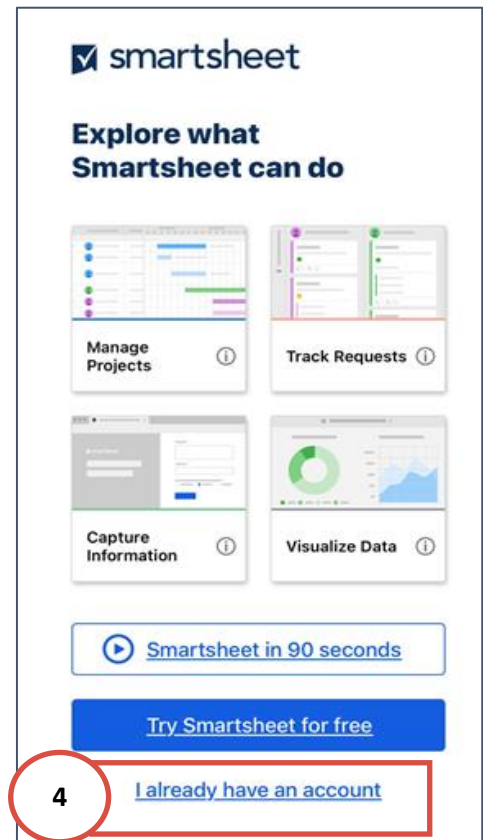 smartsheet
Explore what
Smartsheet can do
Manage
Projects
Track Requests
Capture
Information
Visualize Data
Smartsheet in 90 seconds
Try Smartsheet for free
4
I already have an account